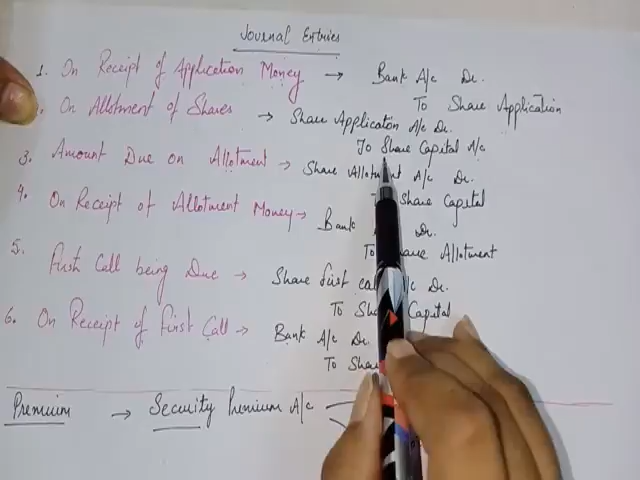 Journal Entries
1. On Receipt of Application Money → Bank A/c Dr.
To Share Application
On Allotment of Shares → Share Application A/c Dr.
To Share Capital A/c
3. Amount Due on Allotment → Share Allotment A/c Dr.
Share Capital
4. On Receipt of Allotment Money → Bank Dr.
To Share Allotment
5. First Call being Due → Share first call A/c Dr.
To Share Capital
6. On Receipt of First Call → Bank A/c Dr.
To Share
Premium → Security Premium A/c